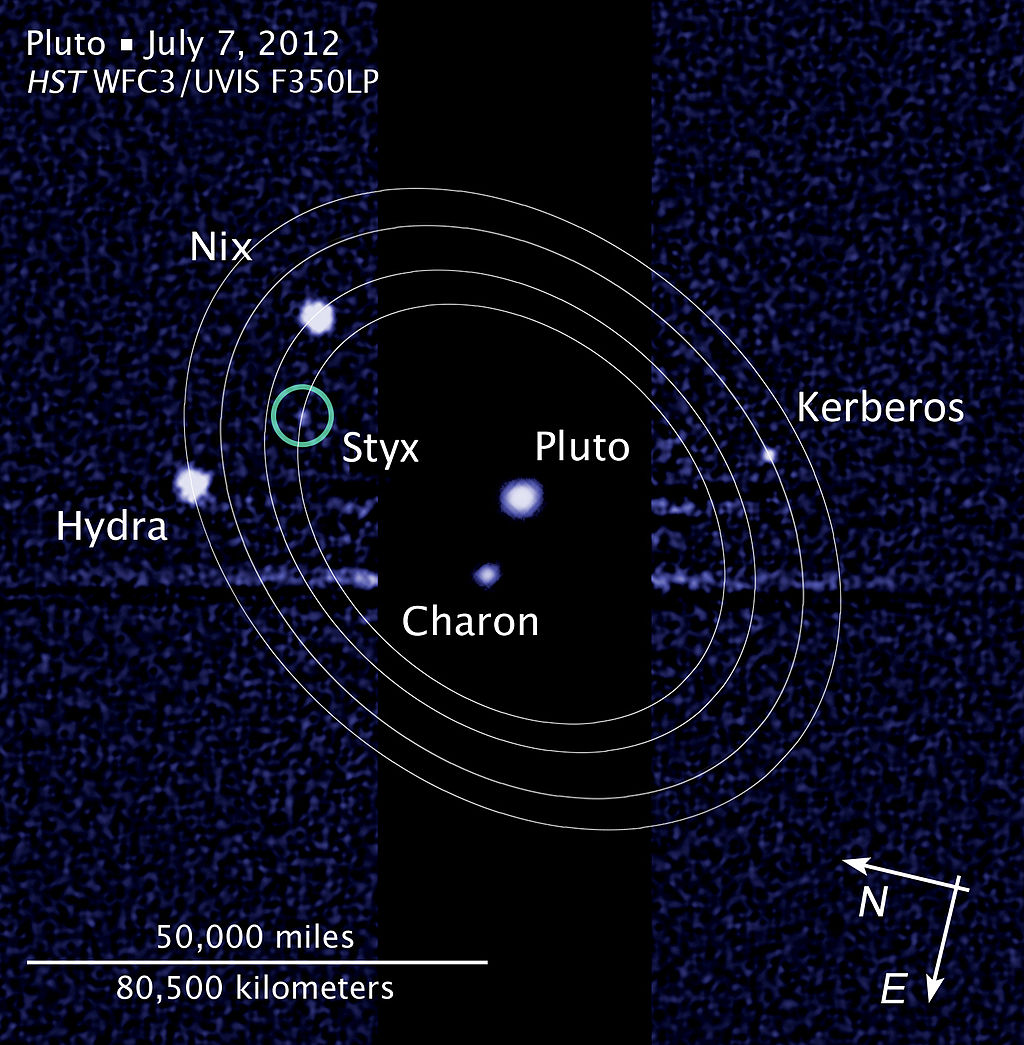 Pluto ▪ July 7, 2012
HST WFC3/UVIS F350LP
Nix
Kerberos
Styx
Pluto
Hydra
Charon
N
50,000 miles
80,500 kilometers
E